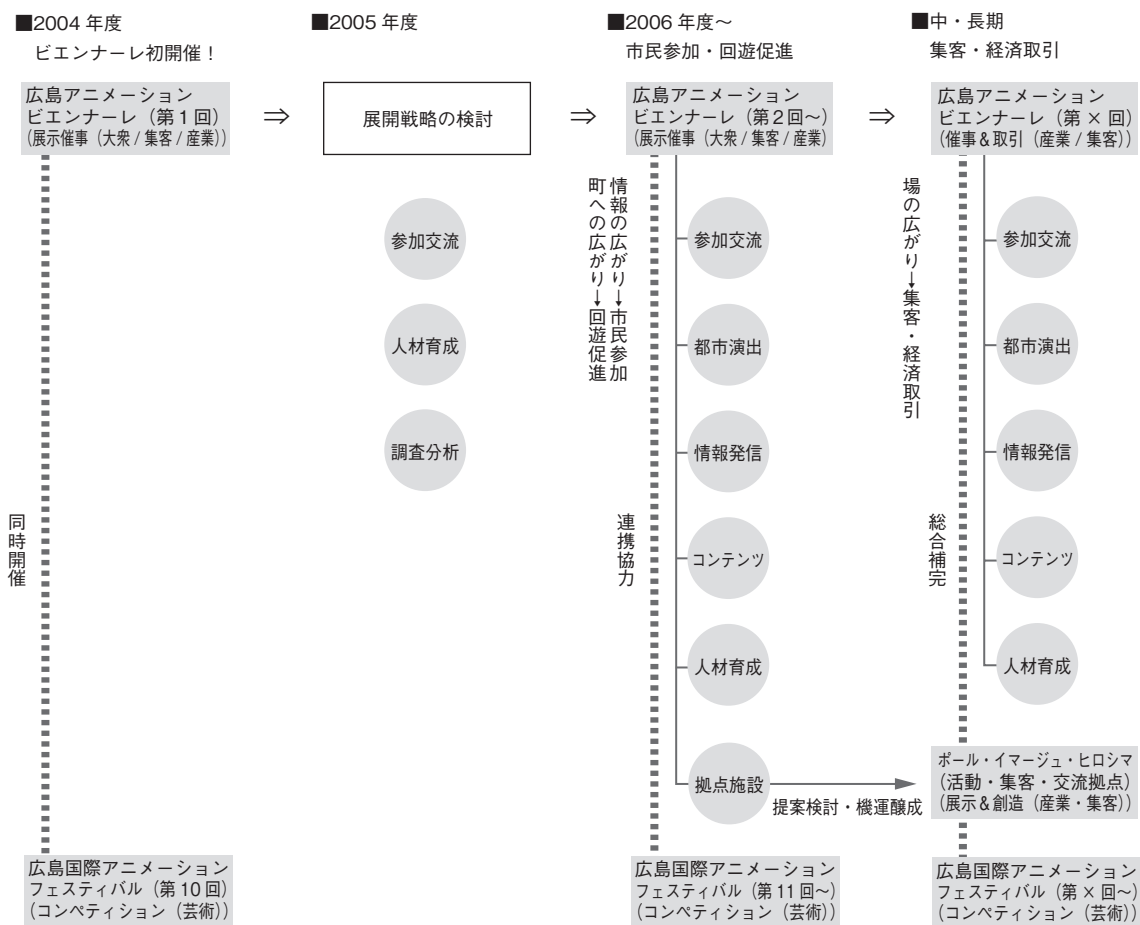 ■2004 年度
ビエンナーレ初開催！
広島アニメーション
ビエンナーレ（第1回）
（展示催事（大衆 / 集客 / 産業））
同時開催
広島国際アニメーション
フェスティバル（第 10 回）
（コンペティション（芸術））
⇒
■2005 年度
展開戦略の検討
参加交流
人材育成
調査分析
⇒
■2006 年度～
市民参加・回遊促進
広島アニメーション
ビエンナーレ（第2回～）
（展示催事（大衆 / 集客 / 産業）
情報の広がり→市民参加
町への広がり→回遊促進
参加交流
都市演出
情報発信
連携協力
コンテンツ
人材育成
拠点施設
提案検討・機運醸成
広島国際アニメーション
フェスティバル（第 11 回～）
（コンペティション（芸術））
⇒
■中・長期
集客・経済取引
広島アニメーション
ビエンナーレ（第 × 回）
（催事＆取引（産業 / 集客））
場の広がり→集客・経済取引
参加交流
都市演出
情報発信
総合補完
コンテンツ
人材育成
ポール・イマージュ・ヒロシマ
（活動・集客・交流拠点）
（展示＆創造（産業・集客））
広島国際アニメーション
フェスティバル（第 × 回～）
（コンペティション（芸術））